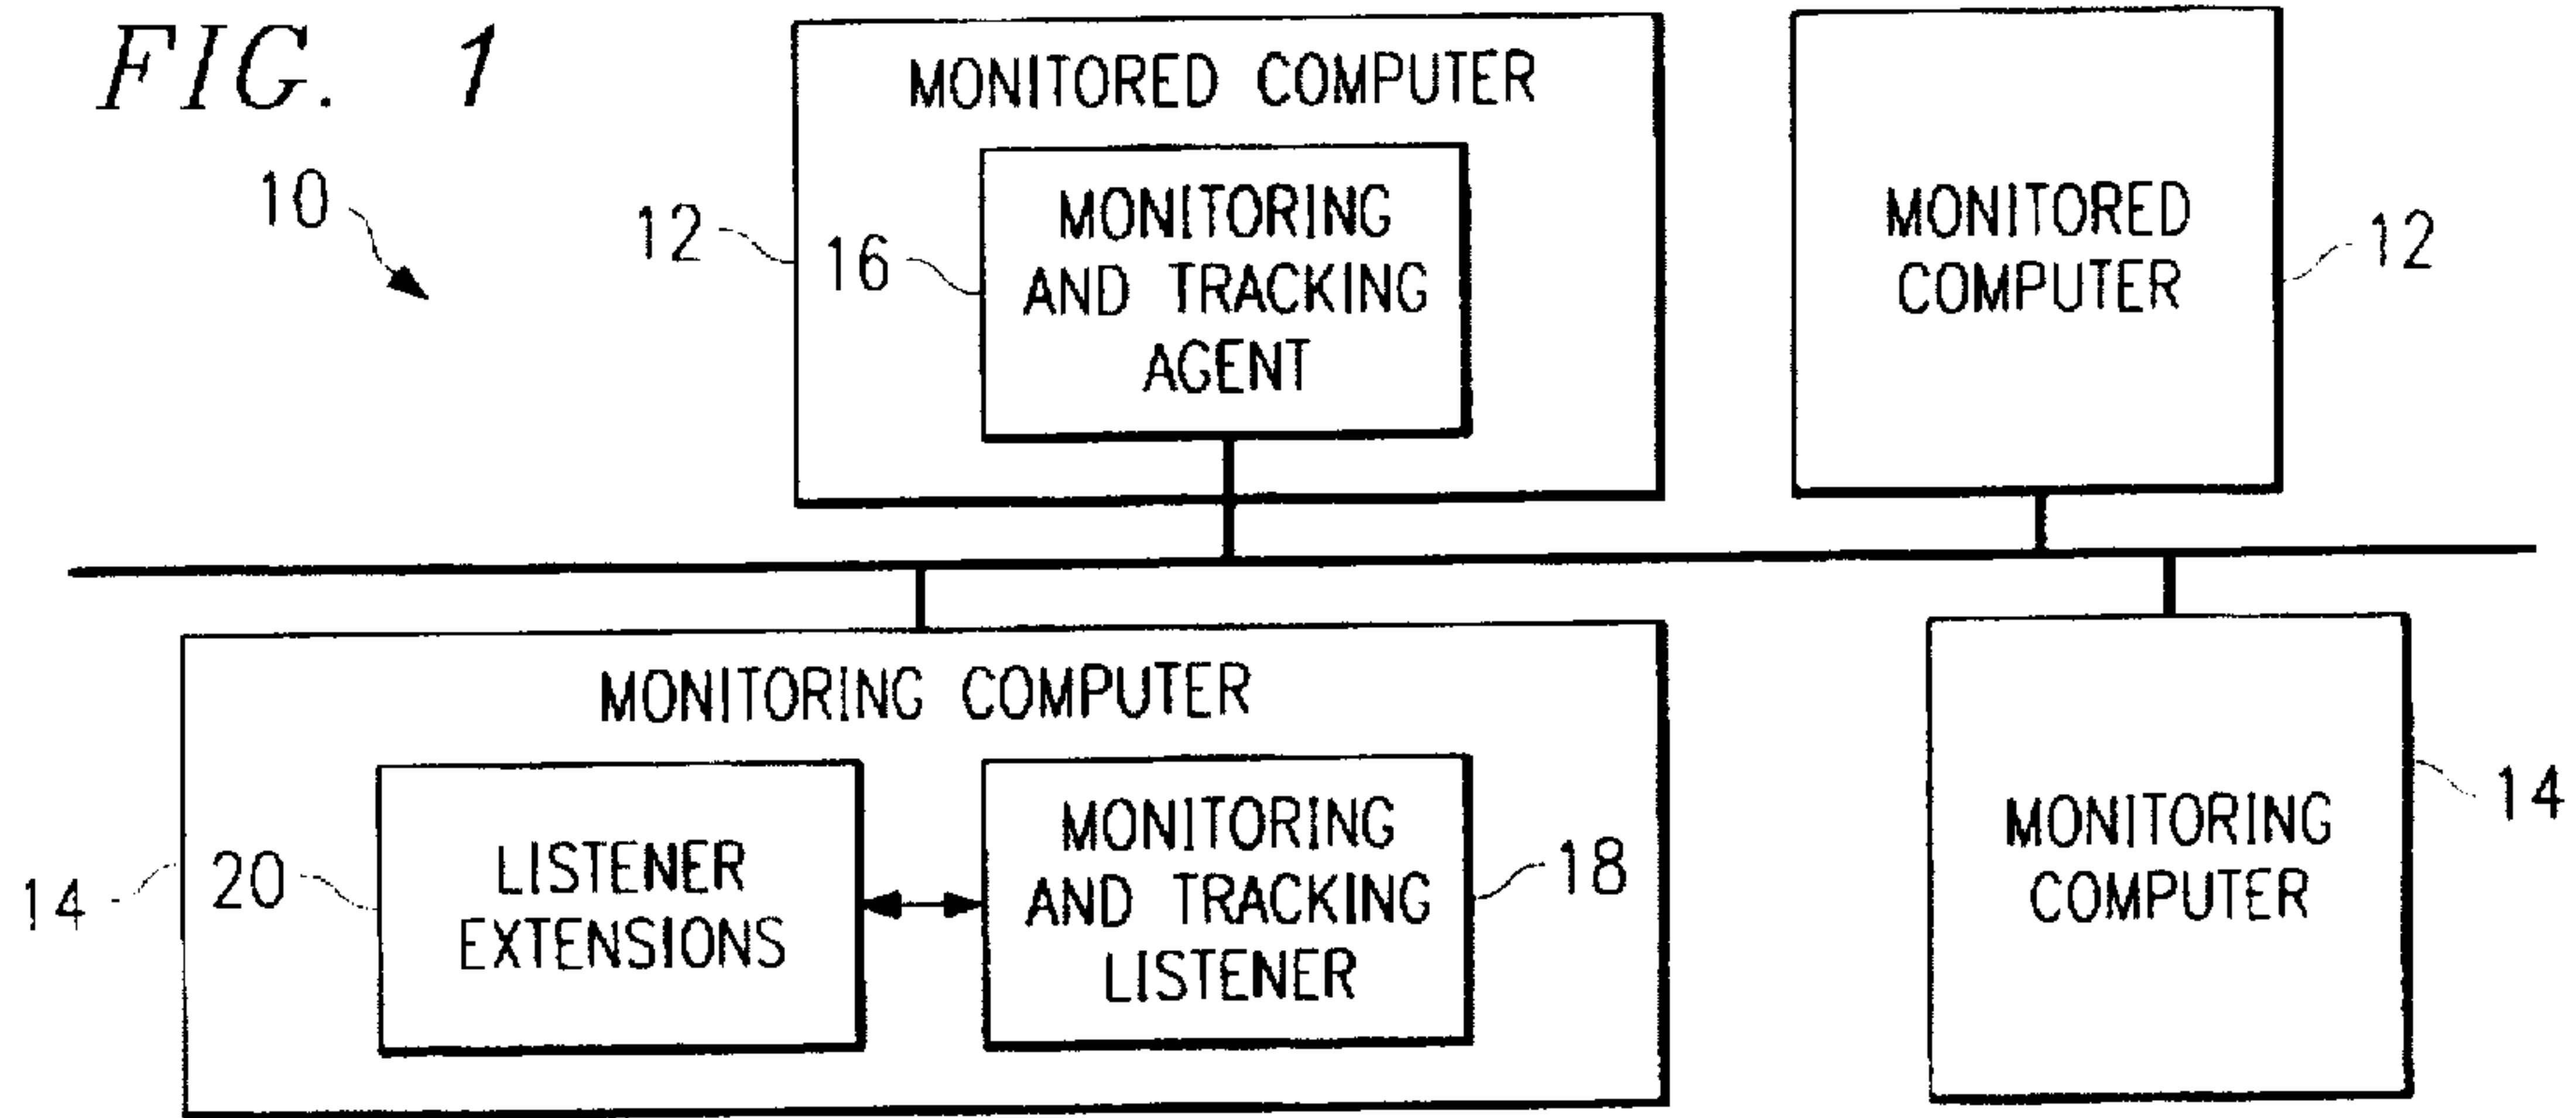 FIG. 1
10
MONITORED COMPUTER
12
16
MONITORING
AND TRACKING
AGENT
MONITORED
COMPUTER
12
MONITORING COMPUTER
14
20
LISTENER
EXTENSIONS
MONITORING
AND TRACKING
LISTENER
18
MONITORING
COMPUTER
14